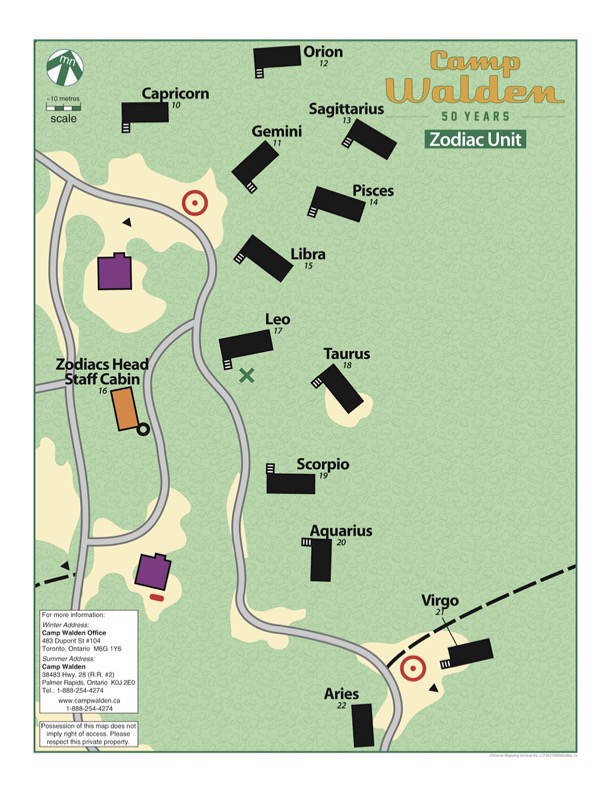 mn
~10 metres
scale
Camp
Walden
50 YEARS
Zodiac Unit
Orion
12
Capricorn
10
Sagittarius
13
Gemini
11
Pisces
14
Libra
15
Leo
17
Taurus
18
Zodiacs Head
Staff Cabin
16
Scorpio
19
Aquarius
20
Virgo
21
Aries
22
For more information:
Winter Address:
Camp Walden Office
483 Dupont St #104
Toronto, Ontario M6G 1Y6
Summer Address:
Camp Walden
38483 Hwy. 28 (R.R. #2)
Palmer Rapids, Ontario K0J 2E0
Tel.: 1-888-254-4274
www.campwalden.ca
1-888-254-4274
Possession of this map does not
imply right of access. Please
respect this private property.